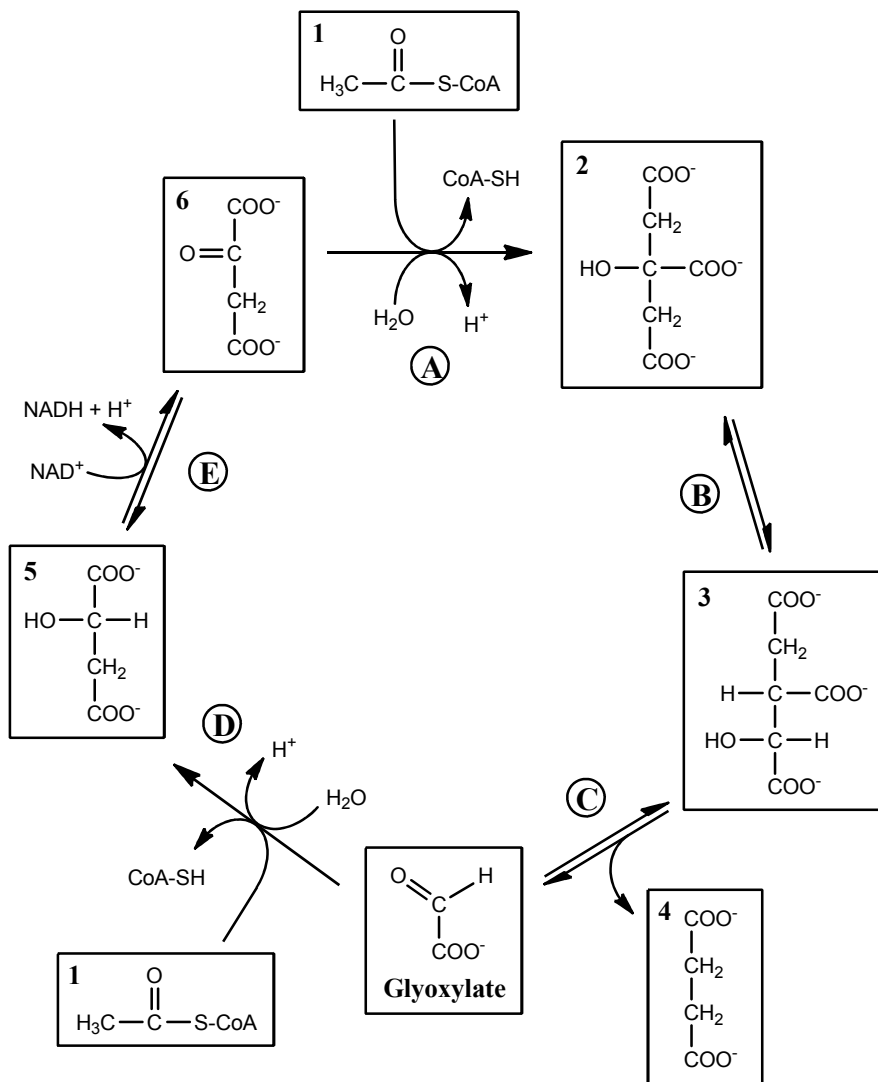 1
O
H₃C
C
S-CoA
CoA-SH
H₂O
H⁺
A
2
COO⁻
CH₂
HO
C
COO⁻
CH₂
COO⁻
6
COO⁻
O
C
CH₂
COO⁻
NADH + H⁺
NAD⁺
E
B
5
COO⁻
HO
C
H
CH₂
COO⁻
3
COO⁻
CH₂
H
C
COO⁻
HO
C
H
COO⁻
D
H⁺
H₂O
CoA-SH
C
1
O
H₃C
C
S-CoA
O
H
C
COO⁻
Glyoxylate
4
COO⁻
CH₂
CH₂
COO⁻